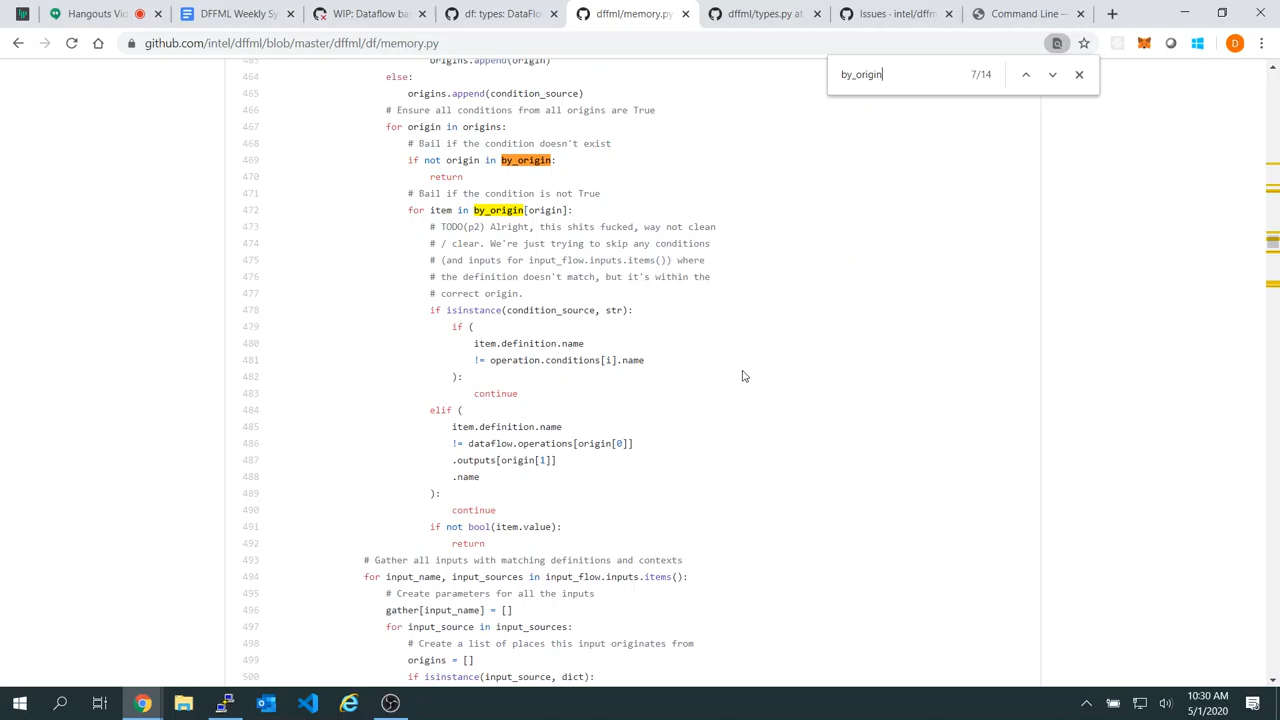 Hangouts Vid
DFFML Weekly Sy
WIP: Dataflow ba
df: types: Definition
dffml/memory.py
dffml/types.py at
Issues · intel/dffml
Command Line —
github.com/intel/dffml/blob/master/dffml/df/memory.py
D
by_origin 7/14
463 origins.append(origin)
464 else:
465 origins.append(condition_source)
466 # Ensure all conditions from all origins are True
467 for origin in origins:
468 # Bail if the condition doesn't exist
469 if not origin in by_origin:
470 return
471 # Bail if the condition is not True
472 for item in by_origin[origin]:
473 # TODO(p2) Alright, this shits fucked, way not clean
474 # / clear. We're just trying to skip any conditions
475 # (and inputs for input_flow.inputs.items()) where
476 # the definition doesn't match, but it's within the
477 # correct origin.
478 if isinstance(condition_source, str):
479 if (
480 item.definition.name
481 != operation.conditions[i].name
482 ):
483 continue
484 elif (
485 item.definition.name
486 != dataflow.operations[origin[0]]
487 .outputs[origin[1]]
488 .name
489 ):
490 continue
491 if not bool(item.value):
492 return
493 # Gather all inputs with matching definitions and contexts
494 for input_name, input_sources in input_flow.inputs.items():
495 # Create parameters for all the inputs
496 gather[input_name] = []
497 for input_source in input_sources:
498 # Create a list of places this input originates from
499 origins = []
500 if isinstance(input_source, dict):
10:30 AM
5/1/2020